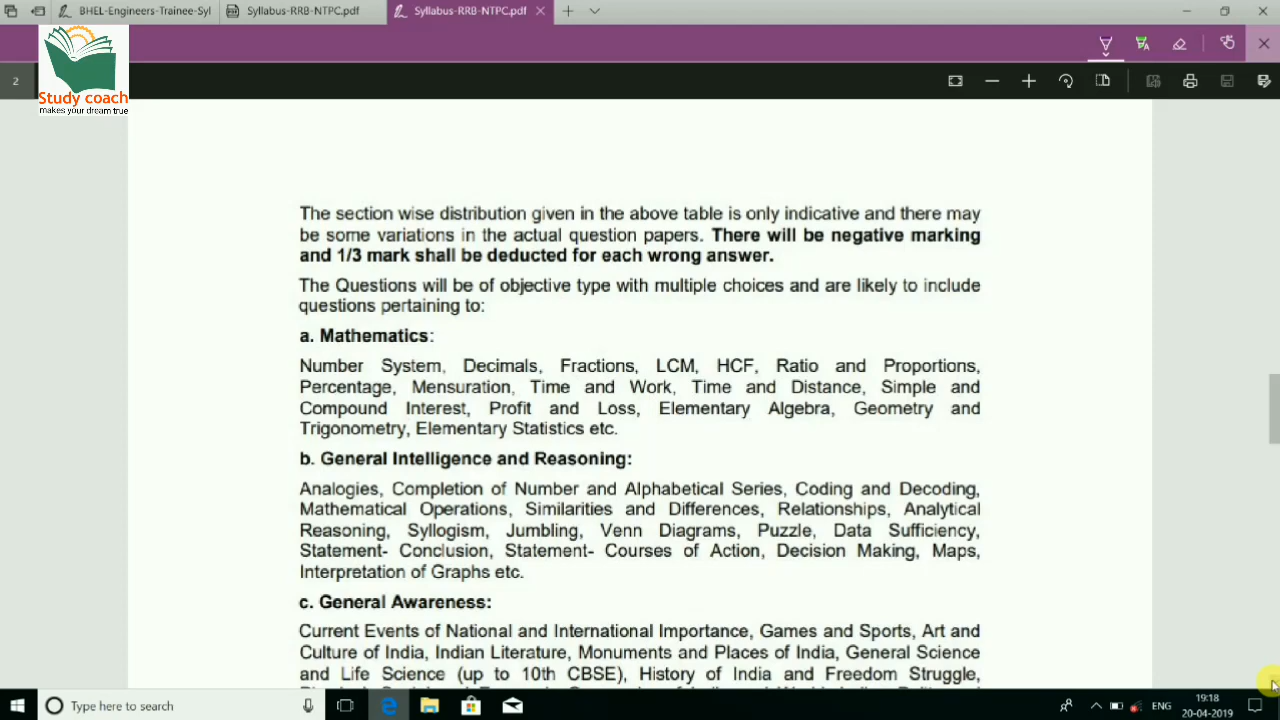 BHEL-Engineers-Trainee-Syl
Syllabus-RRB-NTPC.pdf
Syllabus-RRB-NTPC.pdf
2
Study coach
makes your dream true
The section wise distribution given in the above table is only indicative and there may
be some variations in the actual question papers. There will be negative marking
and 1/3 mark shall be deducted for each wrong answer.
The Questions will be of objective type with multiple choices and are likely to include
questions pertaining to:
a. Mathematics:
Number System, Decimals, Fractions, LCM, HCF, Ratio and Proportions,
Percentage, Mensuration, Time and Work, Time and Distance, Simple and
Compound Interest, Profit and Loss, Elementary Algebra, Geometry and
Trigonometry, Elementary Statistics etc.
b. General Intelligence and Reasoning:
Analogies, Completion of Number and Alphabetical Series, Coding and Decoding,
Mathematical Operations, Similarities and Differences, Relationships, Analytical
Reasoning, Syllogism, Jumbling, Venn Diagrams, Puzzle, Data Sufficiency,
Statement- Conclusion, Statement- Courses of Action, Decision Making, Maps,
Interpretation of Graphs etc.
c. General Awareness:
Current Events of National and International Importance, Games and Sports, Art and
Culture of India, Indian Literature, Monuments and Places of India, General Science
and Life Science (up to 10th CBSE), History of India and Freedom Struggle,
Type here to search
ENG
19:18
20-04-2019